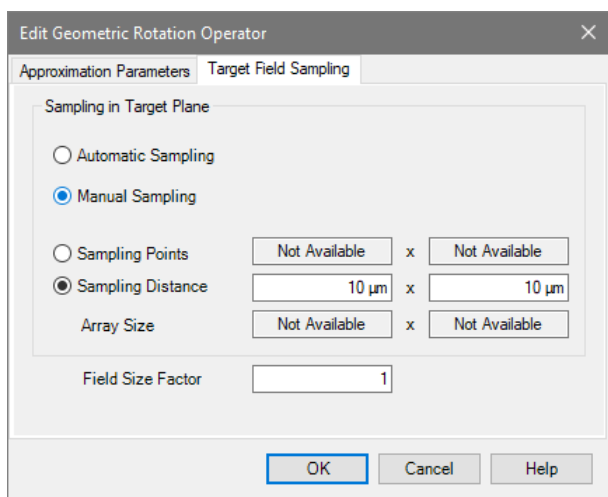 Edit Geometric Rotation Operator
Approximation Parameters Target Field Sampling
Sampling in Target Plane
Automatic Sampling
Manual Sampling
Sampling Points Not Available x Not Available
Sampling Distance 10 µm x 10 µm
Array Size Not Available x Not Available
Field Size Factor 1
OK Cancel Help